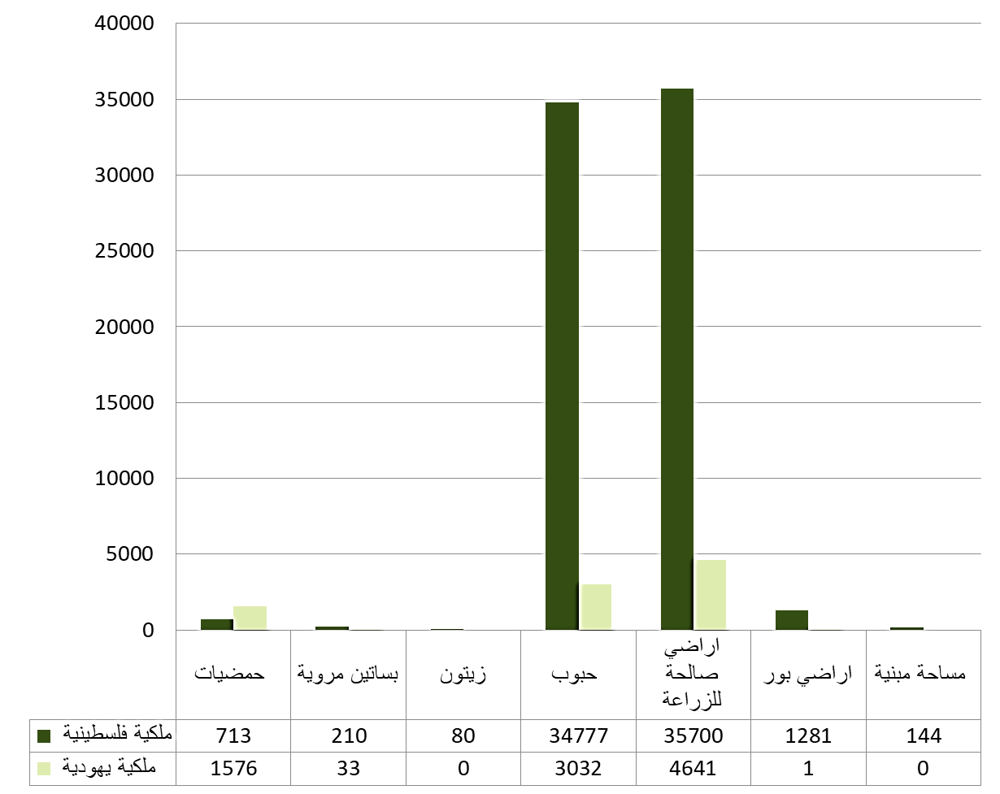 40000
35000
30000
25000
20000
15000
10000
5000
0
حمضيات
بساتين مروية
زيتون
حبوب
اراضي
صالحة
للزراعة
اراضي بور
مساحة مبنية
ملكية فلسطينية 713 210 80 34777 35700 1281 144
ملكية يهودية 1576 33 0 3032 4641 1 0